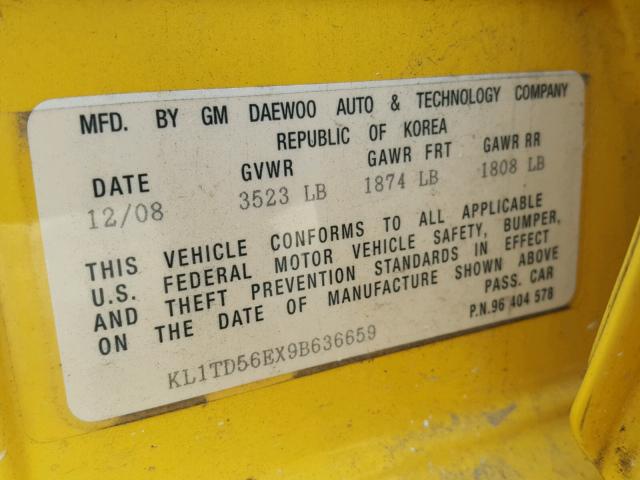 MFD. BY GM DAEWOO AUTO & TECHNOLOGY COMPANY
REPUBLIC OF KOREA
DATE GVWR GAWR FRT GAWR RR
12/08 3523 LB 1874 LB 1808 LB
THIS VEHICLE CONFORMS TO ALL APPLICABLE
U.S. FEDERAL MOTOR VEHICLE SAFETY, BUMPER,
AND THEFT PREVENTION STANDARDS IN EFFECT
ON THE DATE OF MANUFACTURE SHOWN ABOVE
PASS. CAR
P.N.96 404 578
KL1TD56EX9B636659